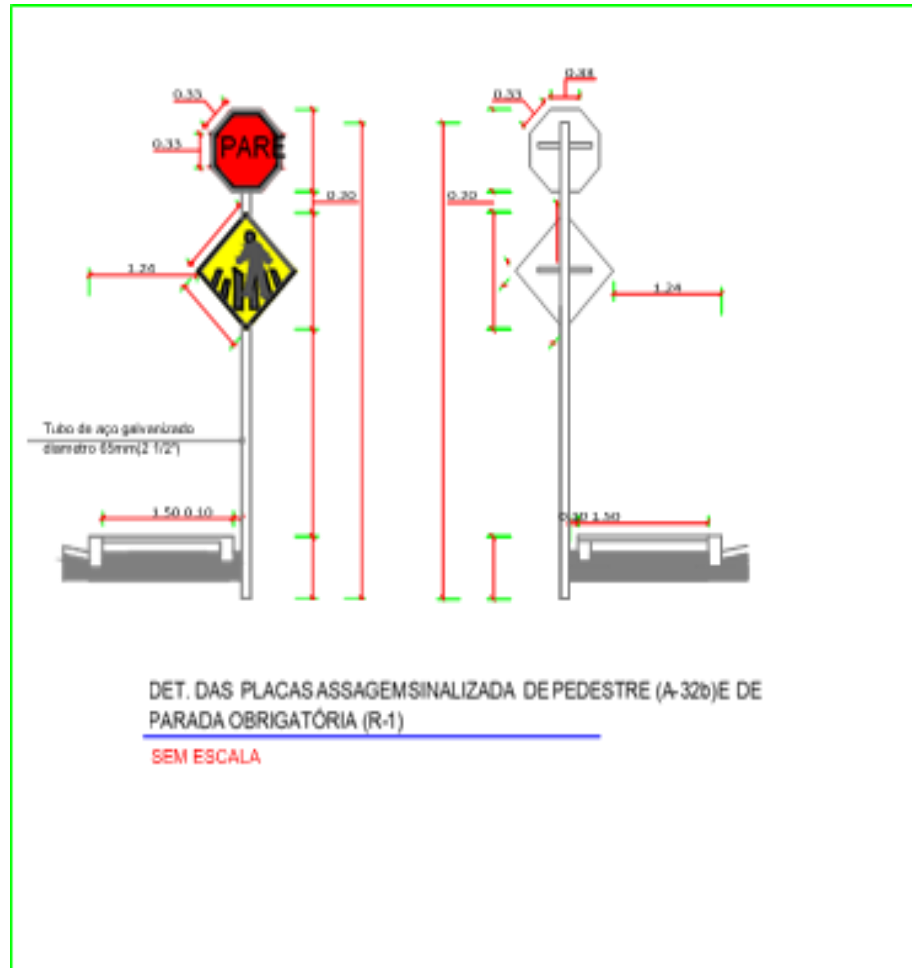 0.33
0.33
PARE
0.20
1.24
Tubo de aço galvanizado
diametro 65mm(2 1/2")
1.50 0.10
0.33
0.20
1.24
1.50
DET. DAS PLACAS ASSAGEM SINALIZADA DE PEDESTRE (A-32b) E DE
PARADA OBRIGATÓRIA (R-1)
SEM ESCALA